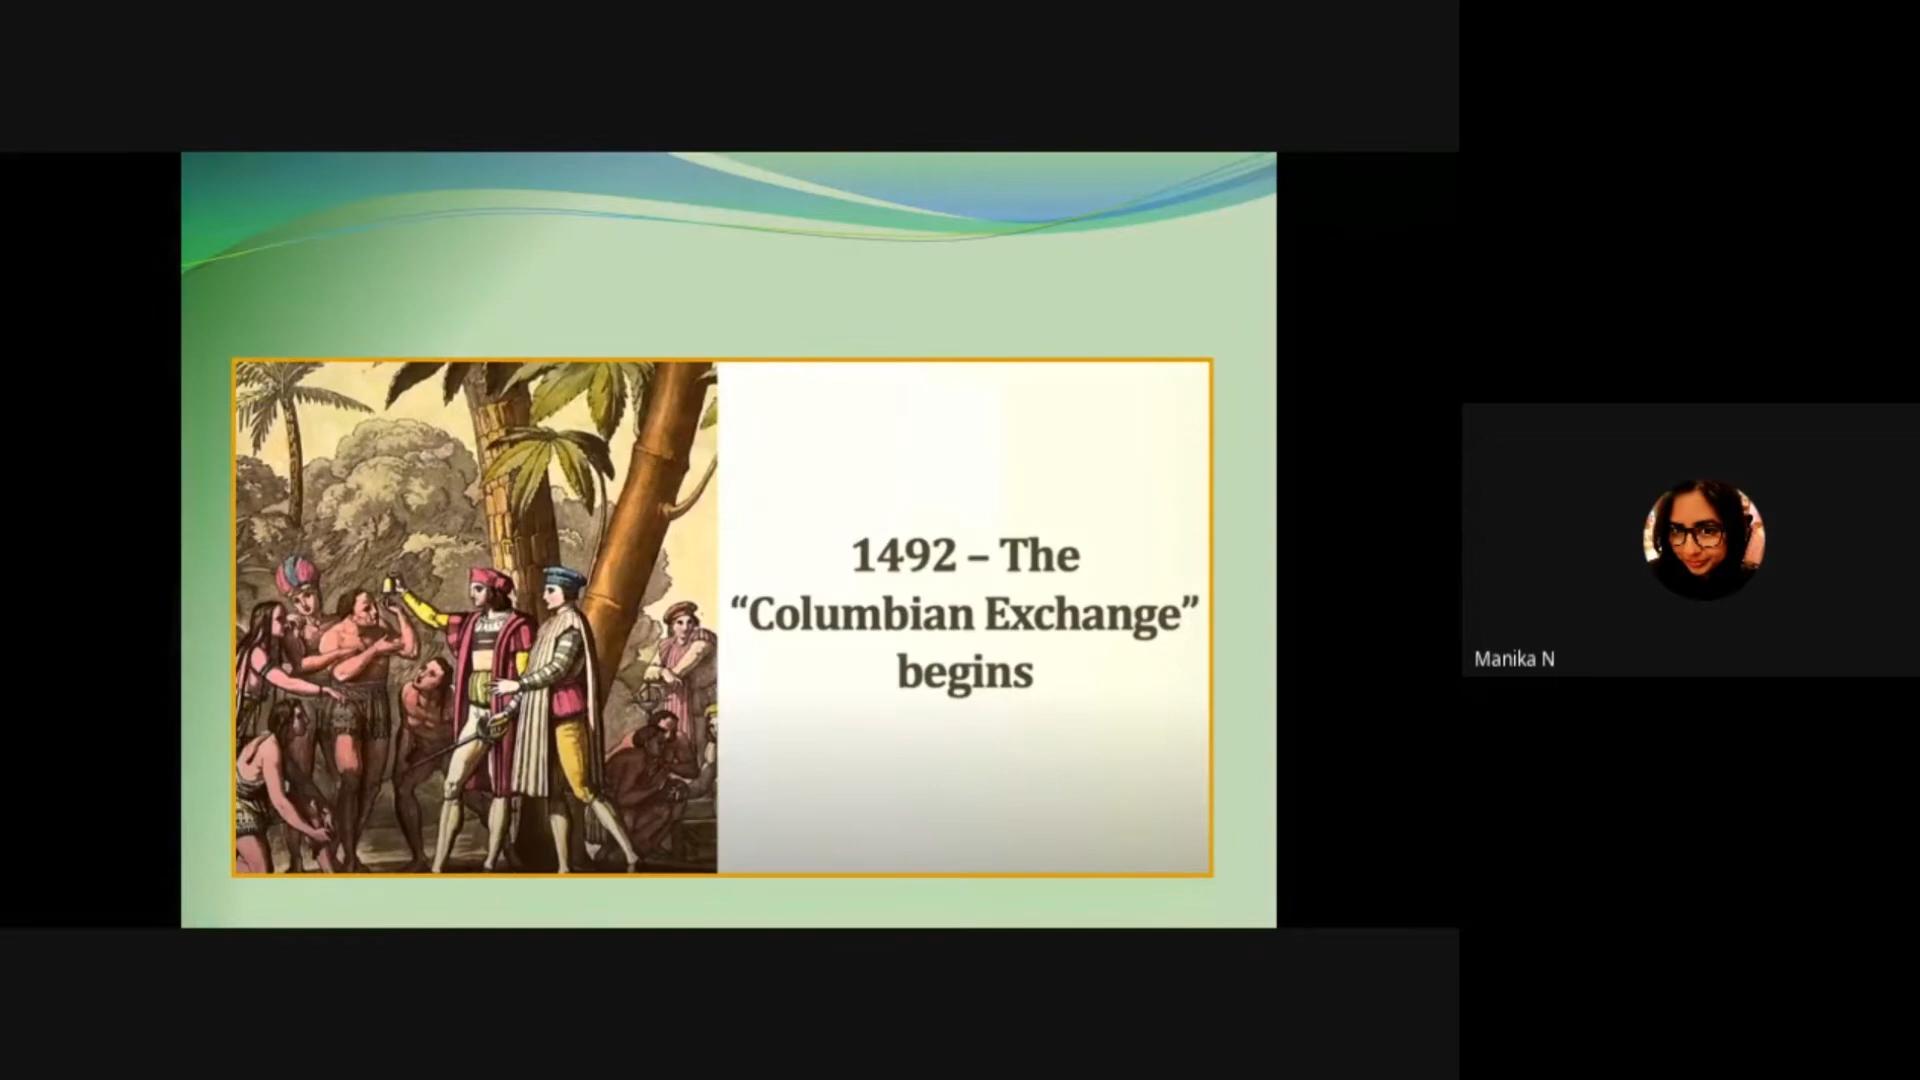 1492 – The
“Columbian Exchange”
begins
Manika N